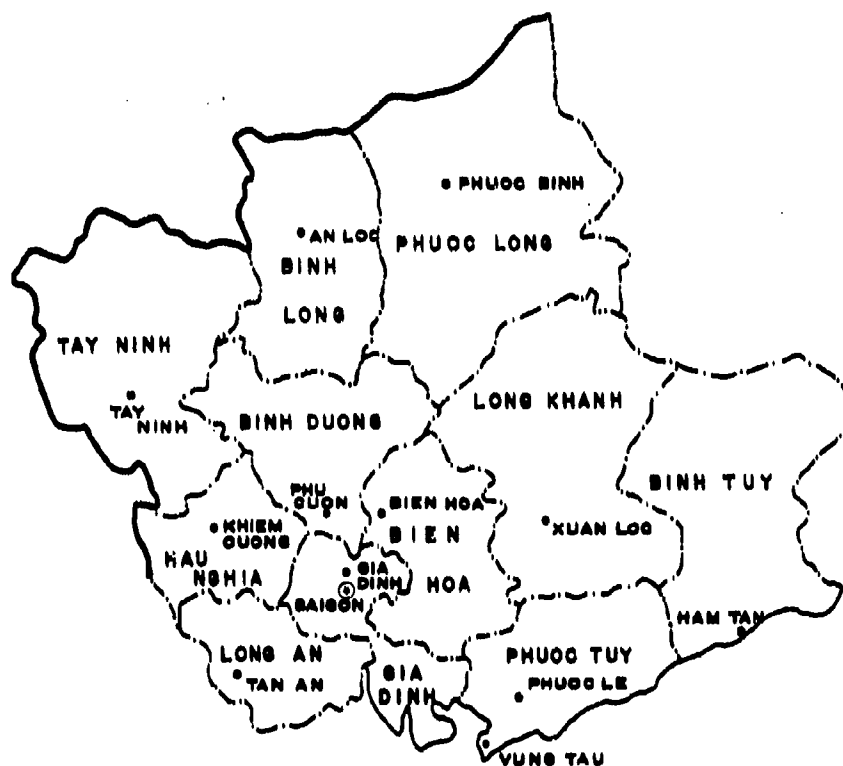 PHUOC BINH
AN LOC
PHUOC LONG
BINH
LONG
TAY NINH
TAY
NINH
BINH DUONG
LONG KHANH
BINH TUY
PHU
CUON
BIEN HOA
BIEN
HOA
XUAN LOC
KHIEM
CUONG
HAU
NGHIA
GIA
DINH
SAIGON
HAM TAN
LONG AN
TAN AN
GIA
DINH
PHUOC TUY
PHUOC LE
VUNG TAU